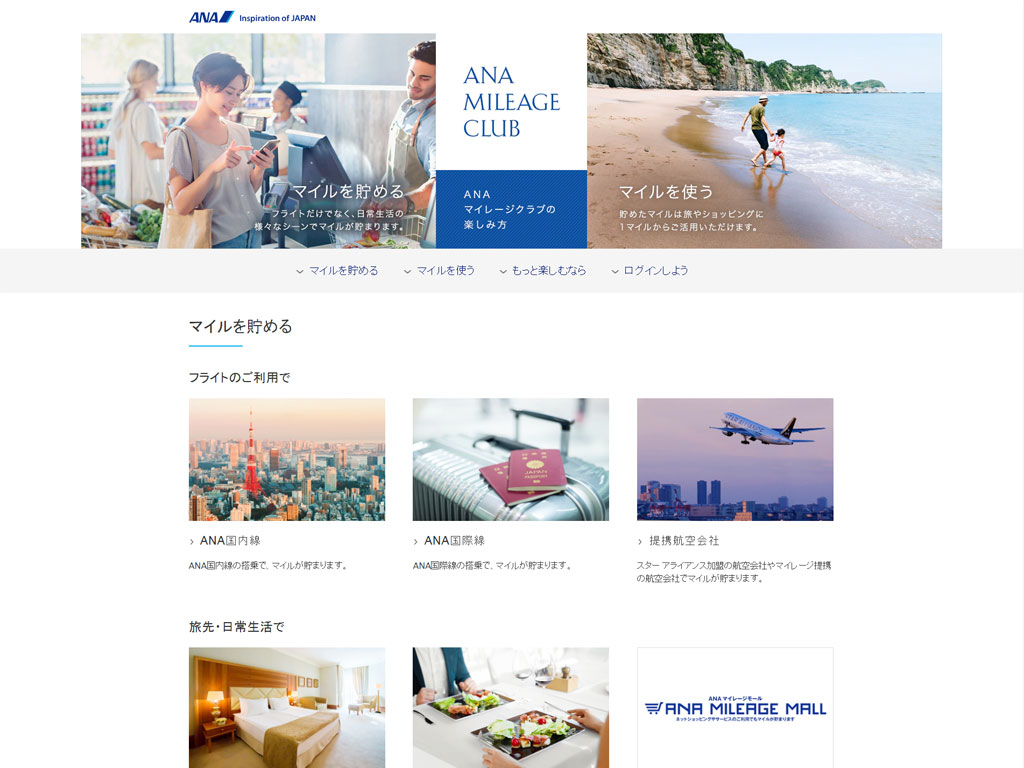 ANA Inspiration of JAPAN
マイルを貯める
フライトだけでなく、日常生活の
様々なシーンでマイルが貯まります。
ANA
MILEAGE
CLUB
ANA
マイレージクラブの
楽しみ方
マイルを使う
貯めたマイルは旅やショッピングに
1マイルからご活用いただけます。
マイルを貯める マイルを使う もっと楽しむなら ログインしよう
マイルを貯める
フライトのご利用で
ANA国内線
ANA国内線の搭乗で、マイルが貯まります。
ANA国際線
ANA国際線の搭乗で、マイルが貯まります。
提携航空会社
スター アライアンス加盟の航空会社やマイレージ提携
の航空会社でマイルが貯まります。
旅先・日常生活で
ANA マイレージモール
ANA MILEAGE MALL
ネットショッピングやサービスのご利用でもマイルが貯まります